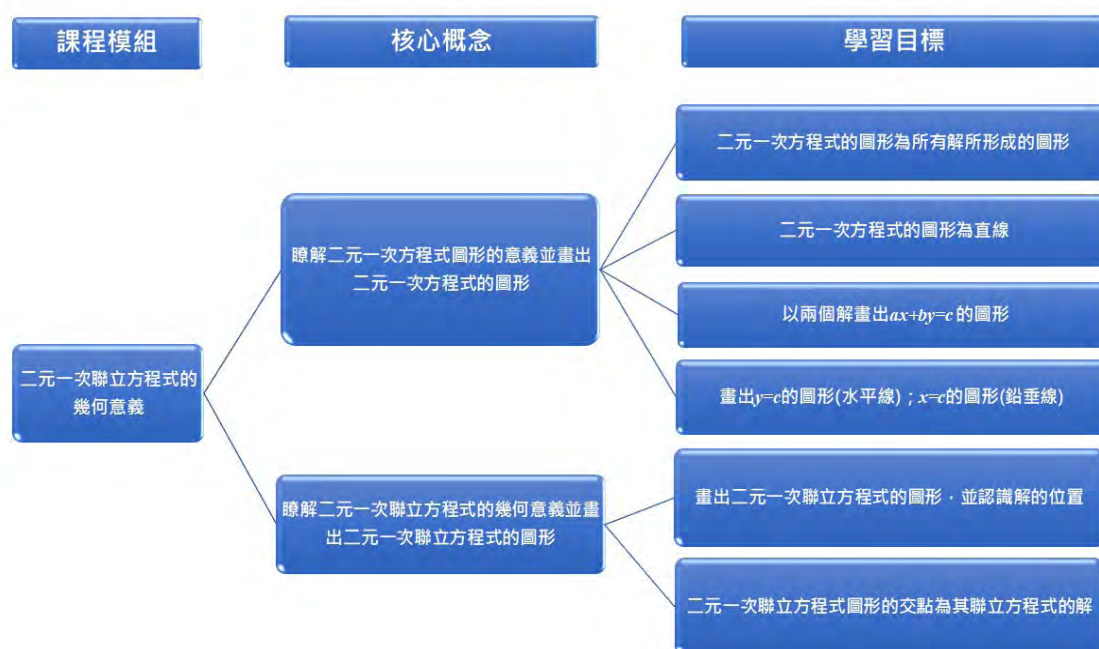 課程模組
核心概念
學習目標
二元一次聯立方程式的
幾何意義
瞭解二元一次方程式圖形的意義並畫出
二元一次方程式的圖形
瞭解二元一次聯立方程式的幾何意義並畫
出二元一次聯立方程式的圖形
二元一次方程式的圖形為所有解所形成的圖形
二元一次方程式的圖形為直線
以兩個解畫出ax+by=c 的圖形
畫出y=c的圖形(水平線)；x=c的圖形(鉛垂線)
畫出二元一次聯立方程式的圖形，並認識解的位置
二元一次聯立方程式圖形的交點為其聯立方程式的解